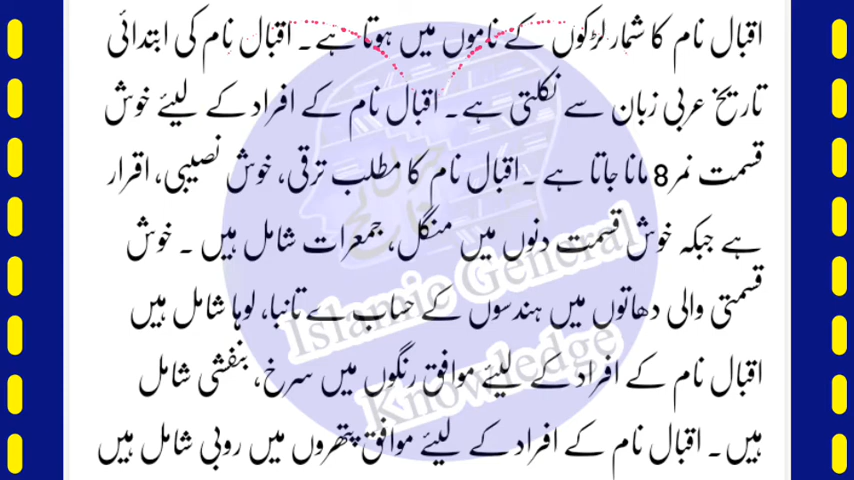 اقبال نام کا شمار لڑکوں کے ناموں میں ہوتا ہے۔ اقبال نام کی ابتدائی
تاریخ عربی زبان سے نکلتی ہے۔ اقبال نام کے افراد کے لیئے خوش
قسمت نمر 8 مانا جاتا ہے ۔اقبال نام کا مطلب ترقی، خوش نصیبی، اقرار
ہے جبکہ خوش قسمت دنوں میں منگل، جمعرات شامل ہیں ۔ خوش
قسمتی والی دھاتوں میں ہندسوں کے حساب سے تانبا، لوہا شامل ہیں
اقبال نام کے افراد کے لیئے موافق رنگوں میں سرخ، بنفشی شامل
ہیں۔ اقبال نام کے افراد کے لیئے موافق پتھروں میں روبی شامل ہیں
Islamic General
Knowledge